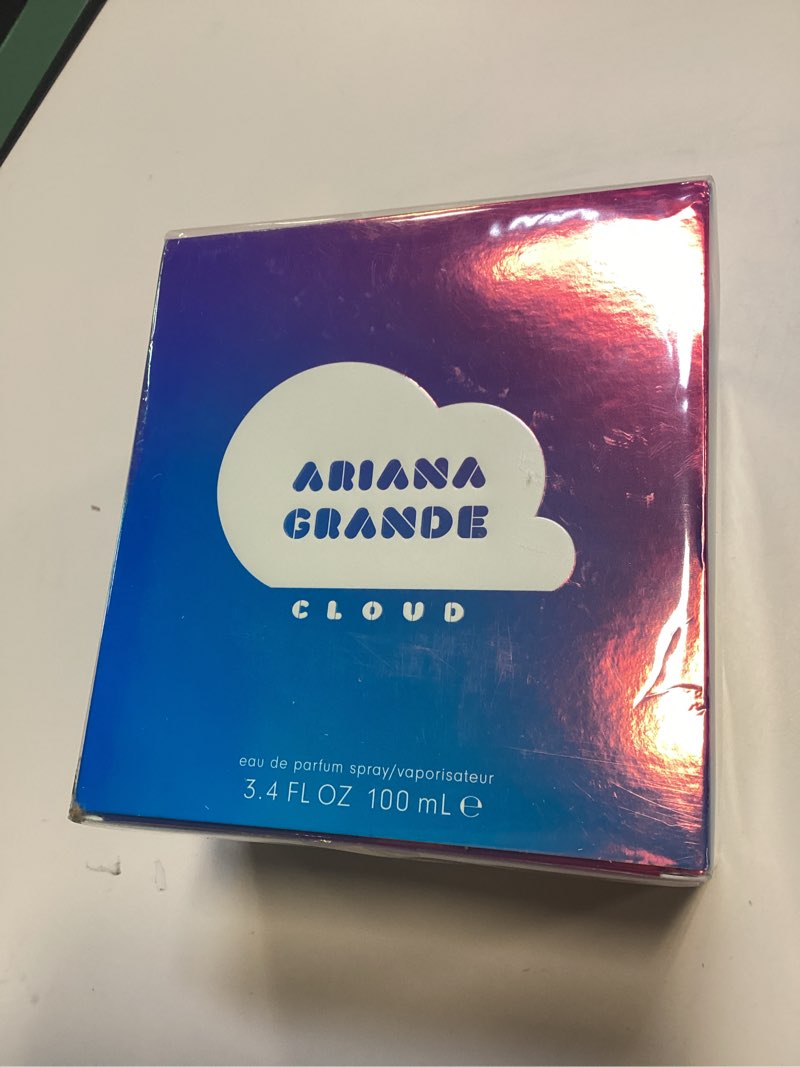 ARIANA
GRANDE
CLOUD
eau de parfum spray/vaporisateur
3.4 FL OZ 100 mL ℮